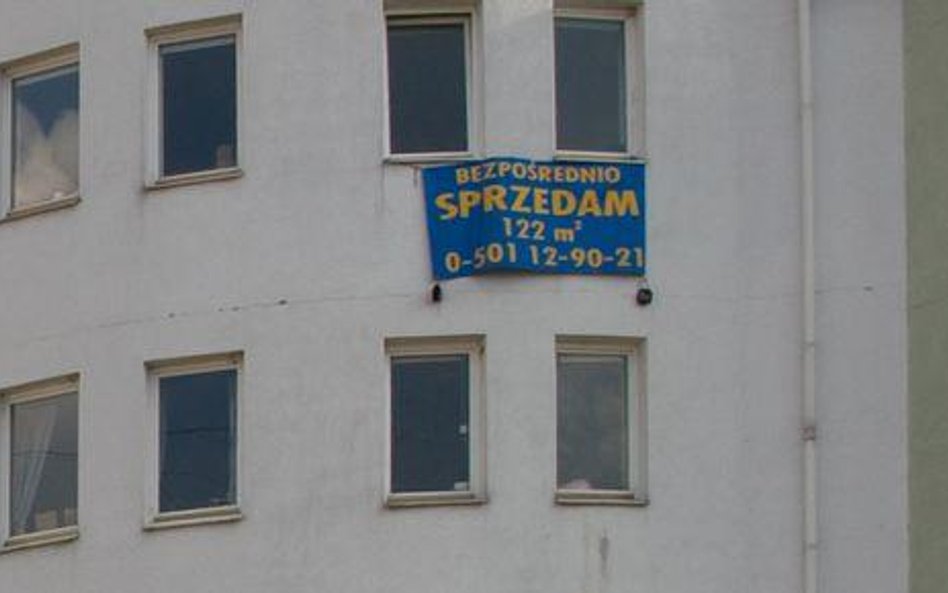 BEZPOŚREDNIO
SPRZEDAM
122 m²
0-501 12-90-21